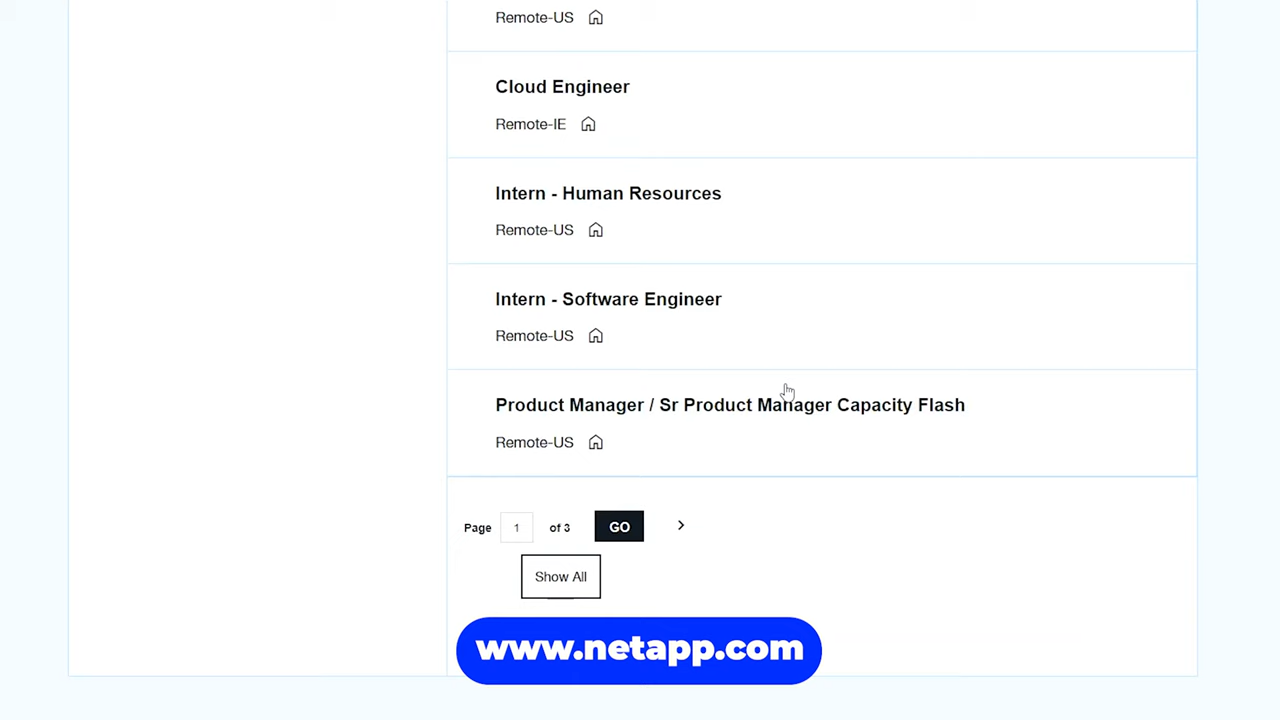 Remote-US
Cloud Engineer
Remote-IE
Intern - Human Resources
Remote-US
Intern - Software Engineer
Remote-US
Product Manager / Sr Product Manager Capacity Flash
Remote-US
Page 1 of 3 GO
Show All
www.netapp.com